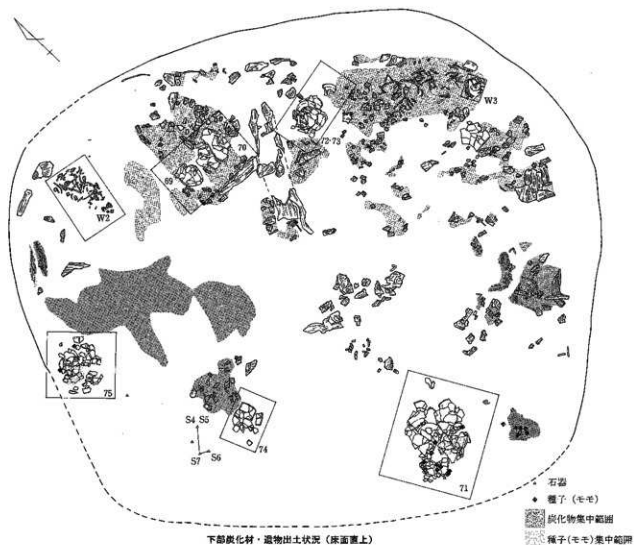 W3
70
72・73
69
W2
75
74
S4 S5
S7 S6
71
石器
種子（モモ）
炭化物集中範囲
種子（モモ）集中範囲
下部炭化材・遺物出土状況（床面直上）